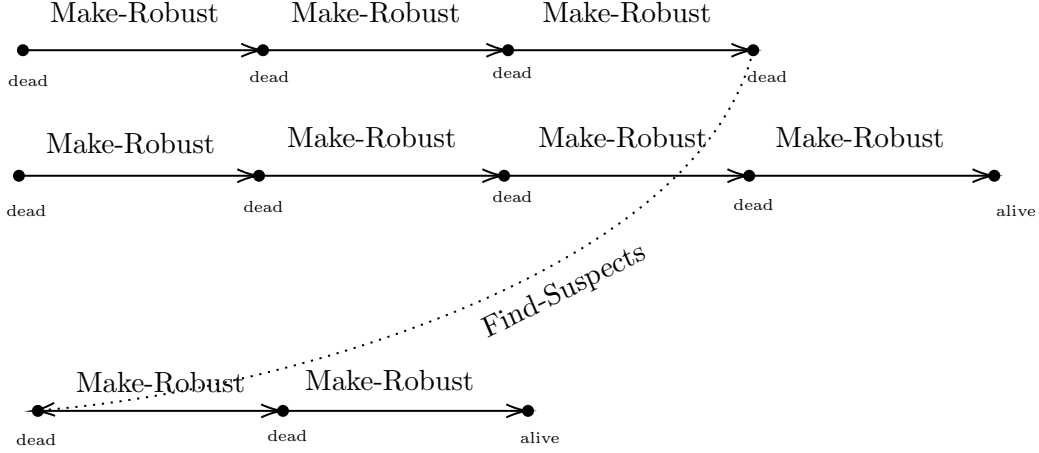 Make-Robust Make-Robust Make-Robust
dead dead dead dead
Make-Robust Make-Robust Make-Robust Make-Robust
dead dead dead dead alive
Find-Suspects
Make-Robust Make-Robust
dead dead alive